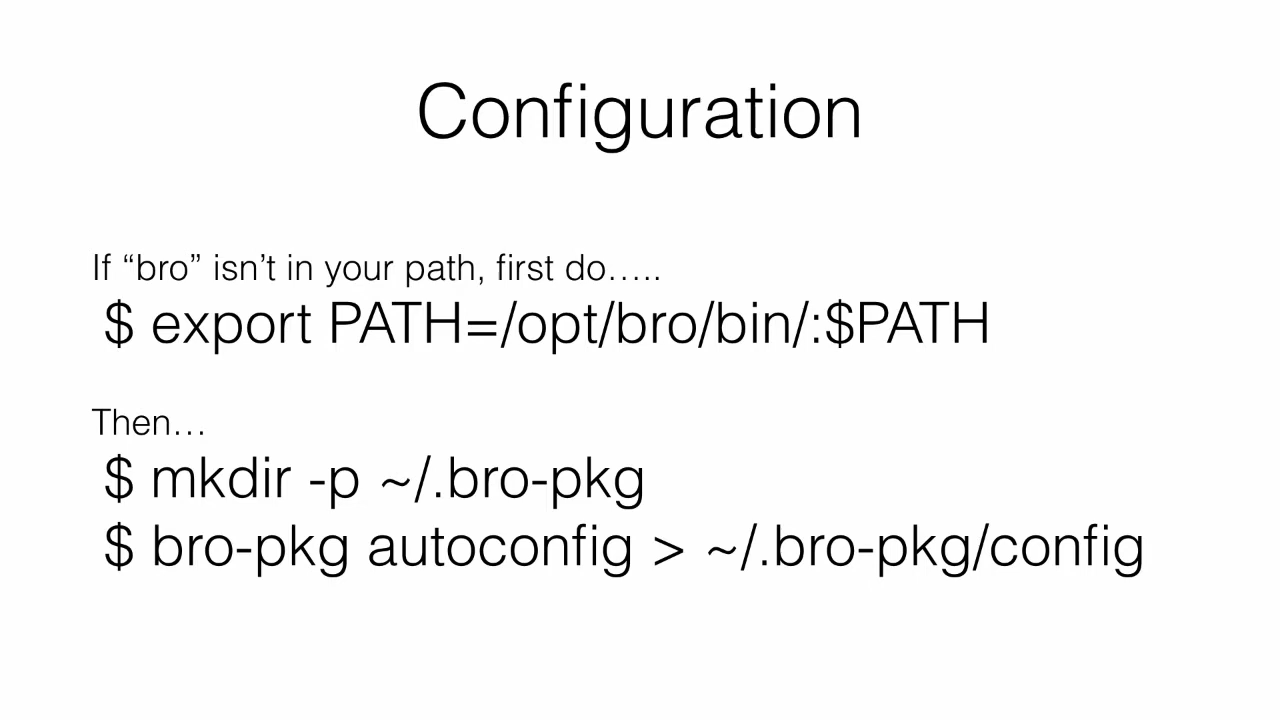 Configuration
If “bro” isn’t in your path, first do…..
$ export PATH=/opt/bro/bin/:$PATH
Then…
$ mkdir -p ~/.bro-pkg
$ bro-pkg autoconfig > ~/.bro-pkg/config